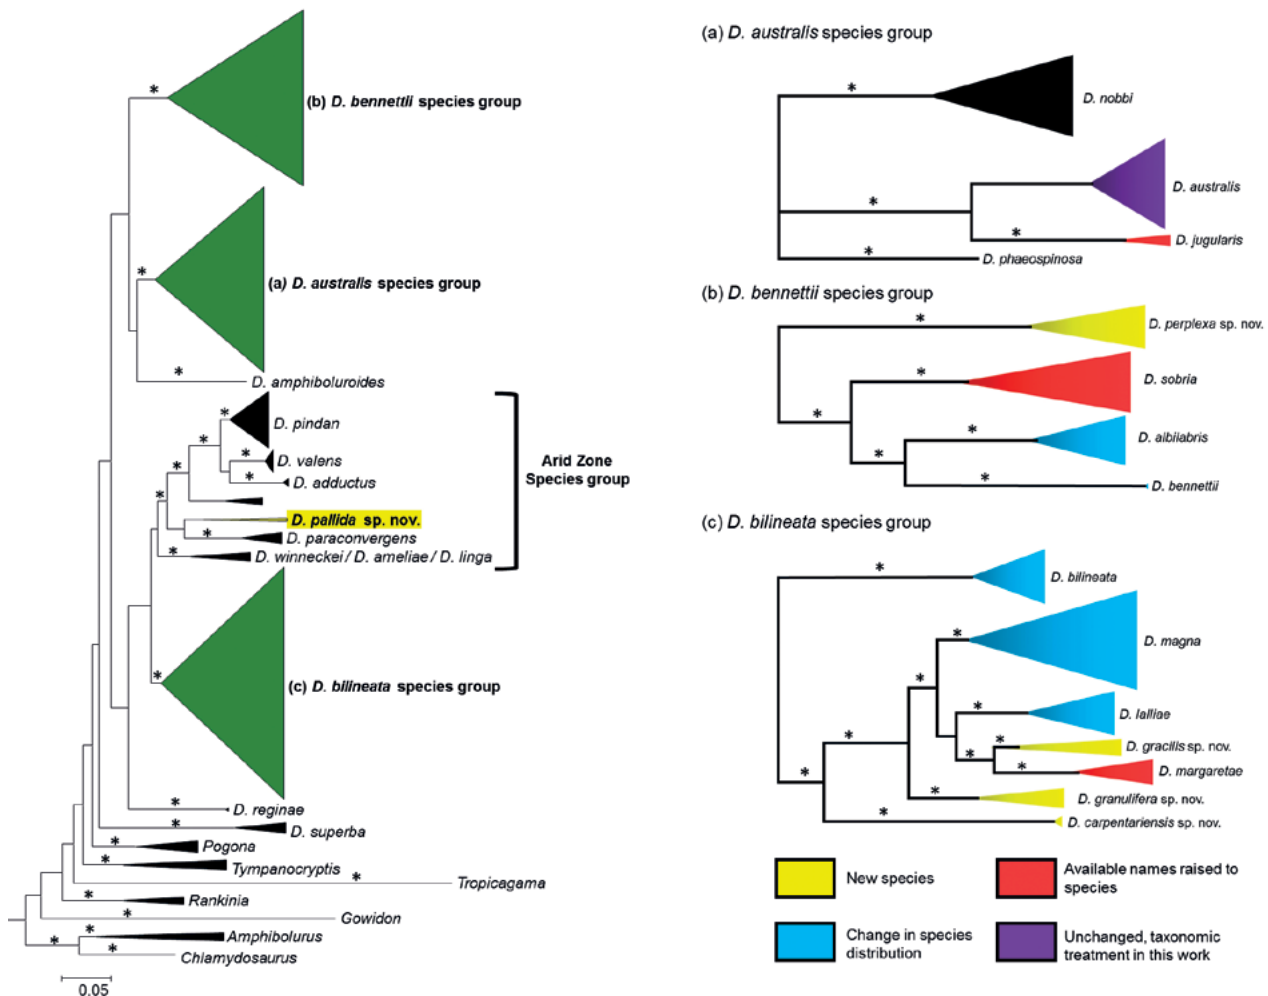 (b) D. bennettii species group
(a) D. australis species group
D. amphiboluroides
D. pindan
D. valens
D. adductus
D. pallida sp. nov.
D. paraconvergens
D. winneckei / D. ameliae / D. linga
Arid Zone
Species group
(c) D. bilineata species group
D. reginae
D. superba
Pogona
Tympanocryptis
Tropicagama
Rankinia
Gowidon
Amphibolurus
Chlamydosaurus
0.05
(a) D. australis species group
D. nobbi
D. australis
D. jugularis
D. phaeospinosa
(b) D. bennettii species group
D. perplexa sp. nov.
D. sobria
D. albilabris
D. bennettii
(c) D. bilineata species group
D. bilineata
D. magna
D. lalliae
D. gracilis sp. nov.
D. margaretae
D. granulifera sp. nov.
D. carpentariensis sp. nov.
New species
Available names raised to
species
Change in species
distribution
Unchanged, taxonomic
treatment in this work